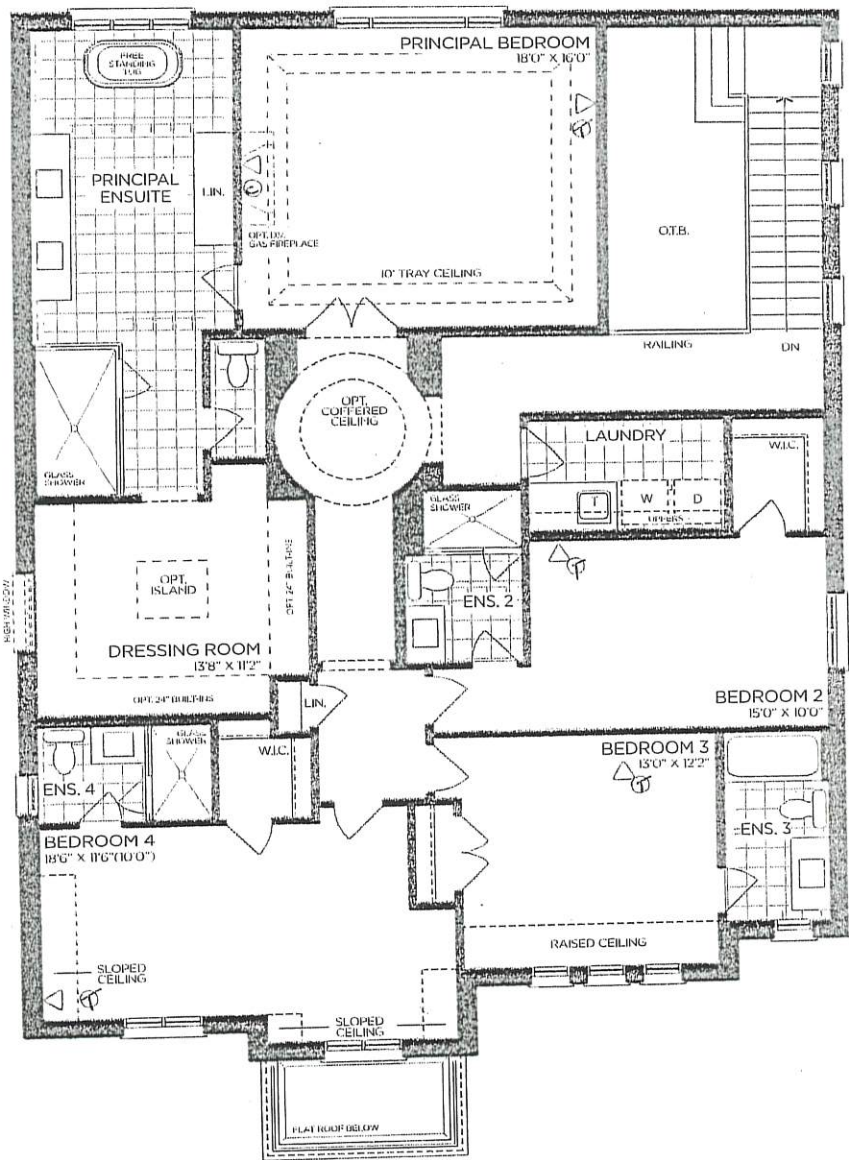 FREE
STANDING
TUB
PRINCIPAL BEDROOM
18'0" X 16'0"
PRINCIPAL
ENSUITE
LIN.
OPT. DV.
GAS FIREPLACE
10' TRAY CEILING
O.T.B.
RAILING
DN
OPT.
COFFERED
CEILING
GLASS
SHOWER
LAUNDRY
W.I.C.
T
W
D
UPPERS
GLASS
SHOWER
ENS. 2
HIGH WINDOW
OPT.
ISLAND
OPT. 24" BUILT-INS
DRESSING ROOM
13'8" X 11'2"
OPT. 24" BUILT-INS
LIN.
BEDROOM 2
15'0" X 10'0"
GLASS
SHOWER
W.I.C.
ENS. 4
BEDROOM 3
13'0" X 12'2"
ENS. 3
BEDROOM 4
18'6" X 11'6"(10'0")
RAISED CEILING
SLOPED
CEILING
SLOPED
CEILING
FLAT ROOF BELOW